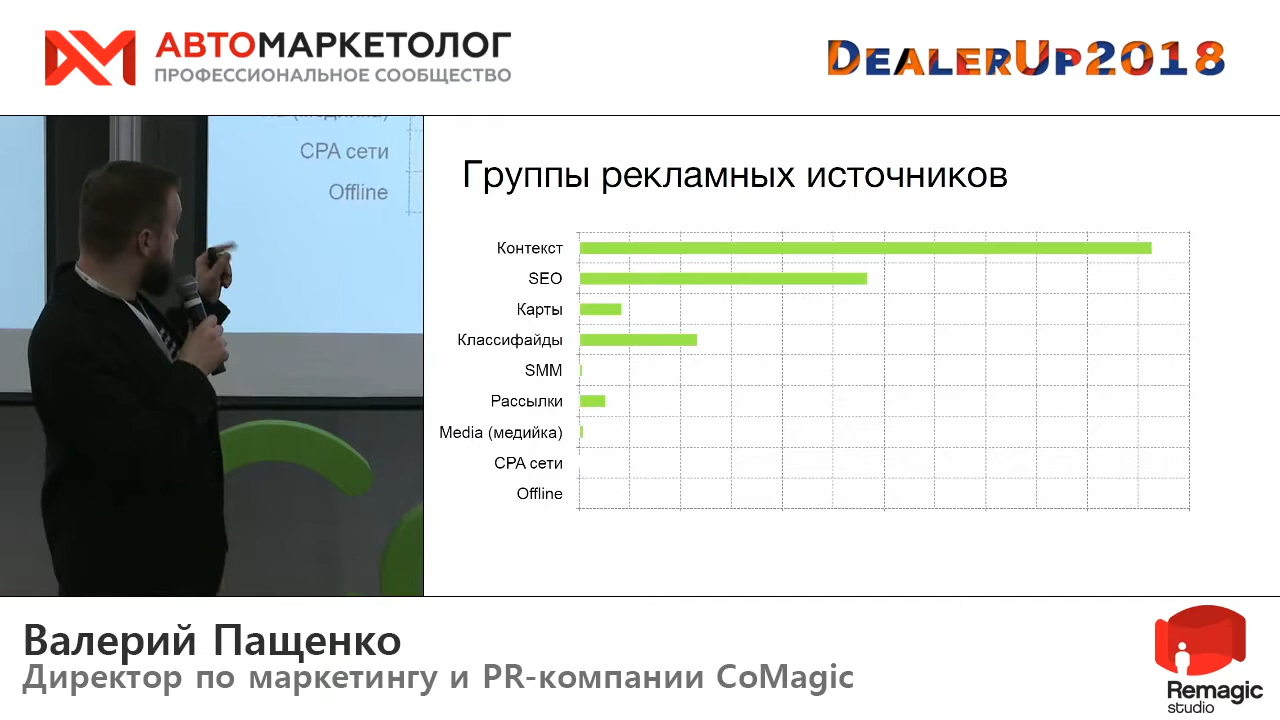 АВТОМАРКЕТОЛОГ
ПРОФЕССИОНАЛЬНОЕ СООБЩЕСТВО
DEALERUP2018
CPA сети
Offline
Группы рекламных источников
Контекст
SEO
Карты
Классифайды
SMM
Рассылки
Media (медийка)
CPA сети
Offline
Валерий Пащенко
Директор по маркетингу и PR-компании CoMagic
Remagic
studio